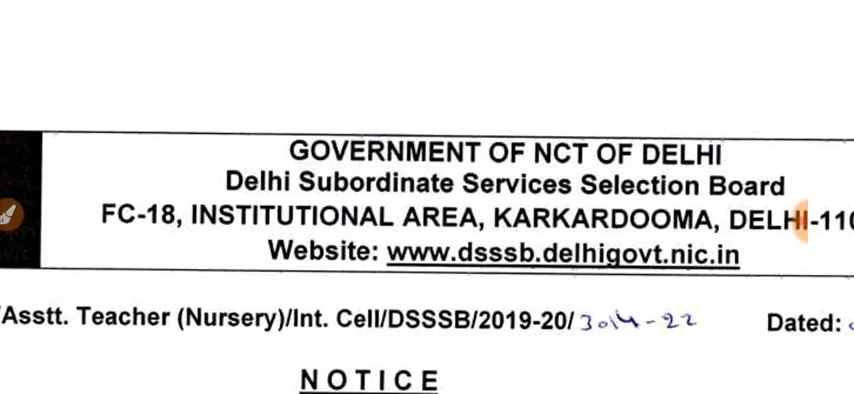 GOVERNMENT OF NCT OF DELHI
Delhi Subordinate Services Selection Board
FC-18, INSTITUTIONAL AREA, KARKARDOOMA, DELHI-110
Website: www.dsssb.delhigovt.nic.in
/Asstt. Teacher (Nursery)/Int. Cell/DSSSB/2019-20/3014-22 Dated:
NOTICE